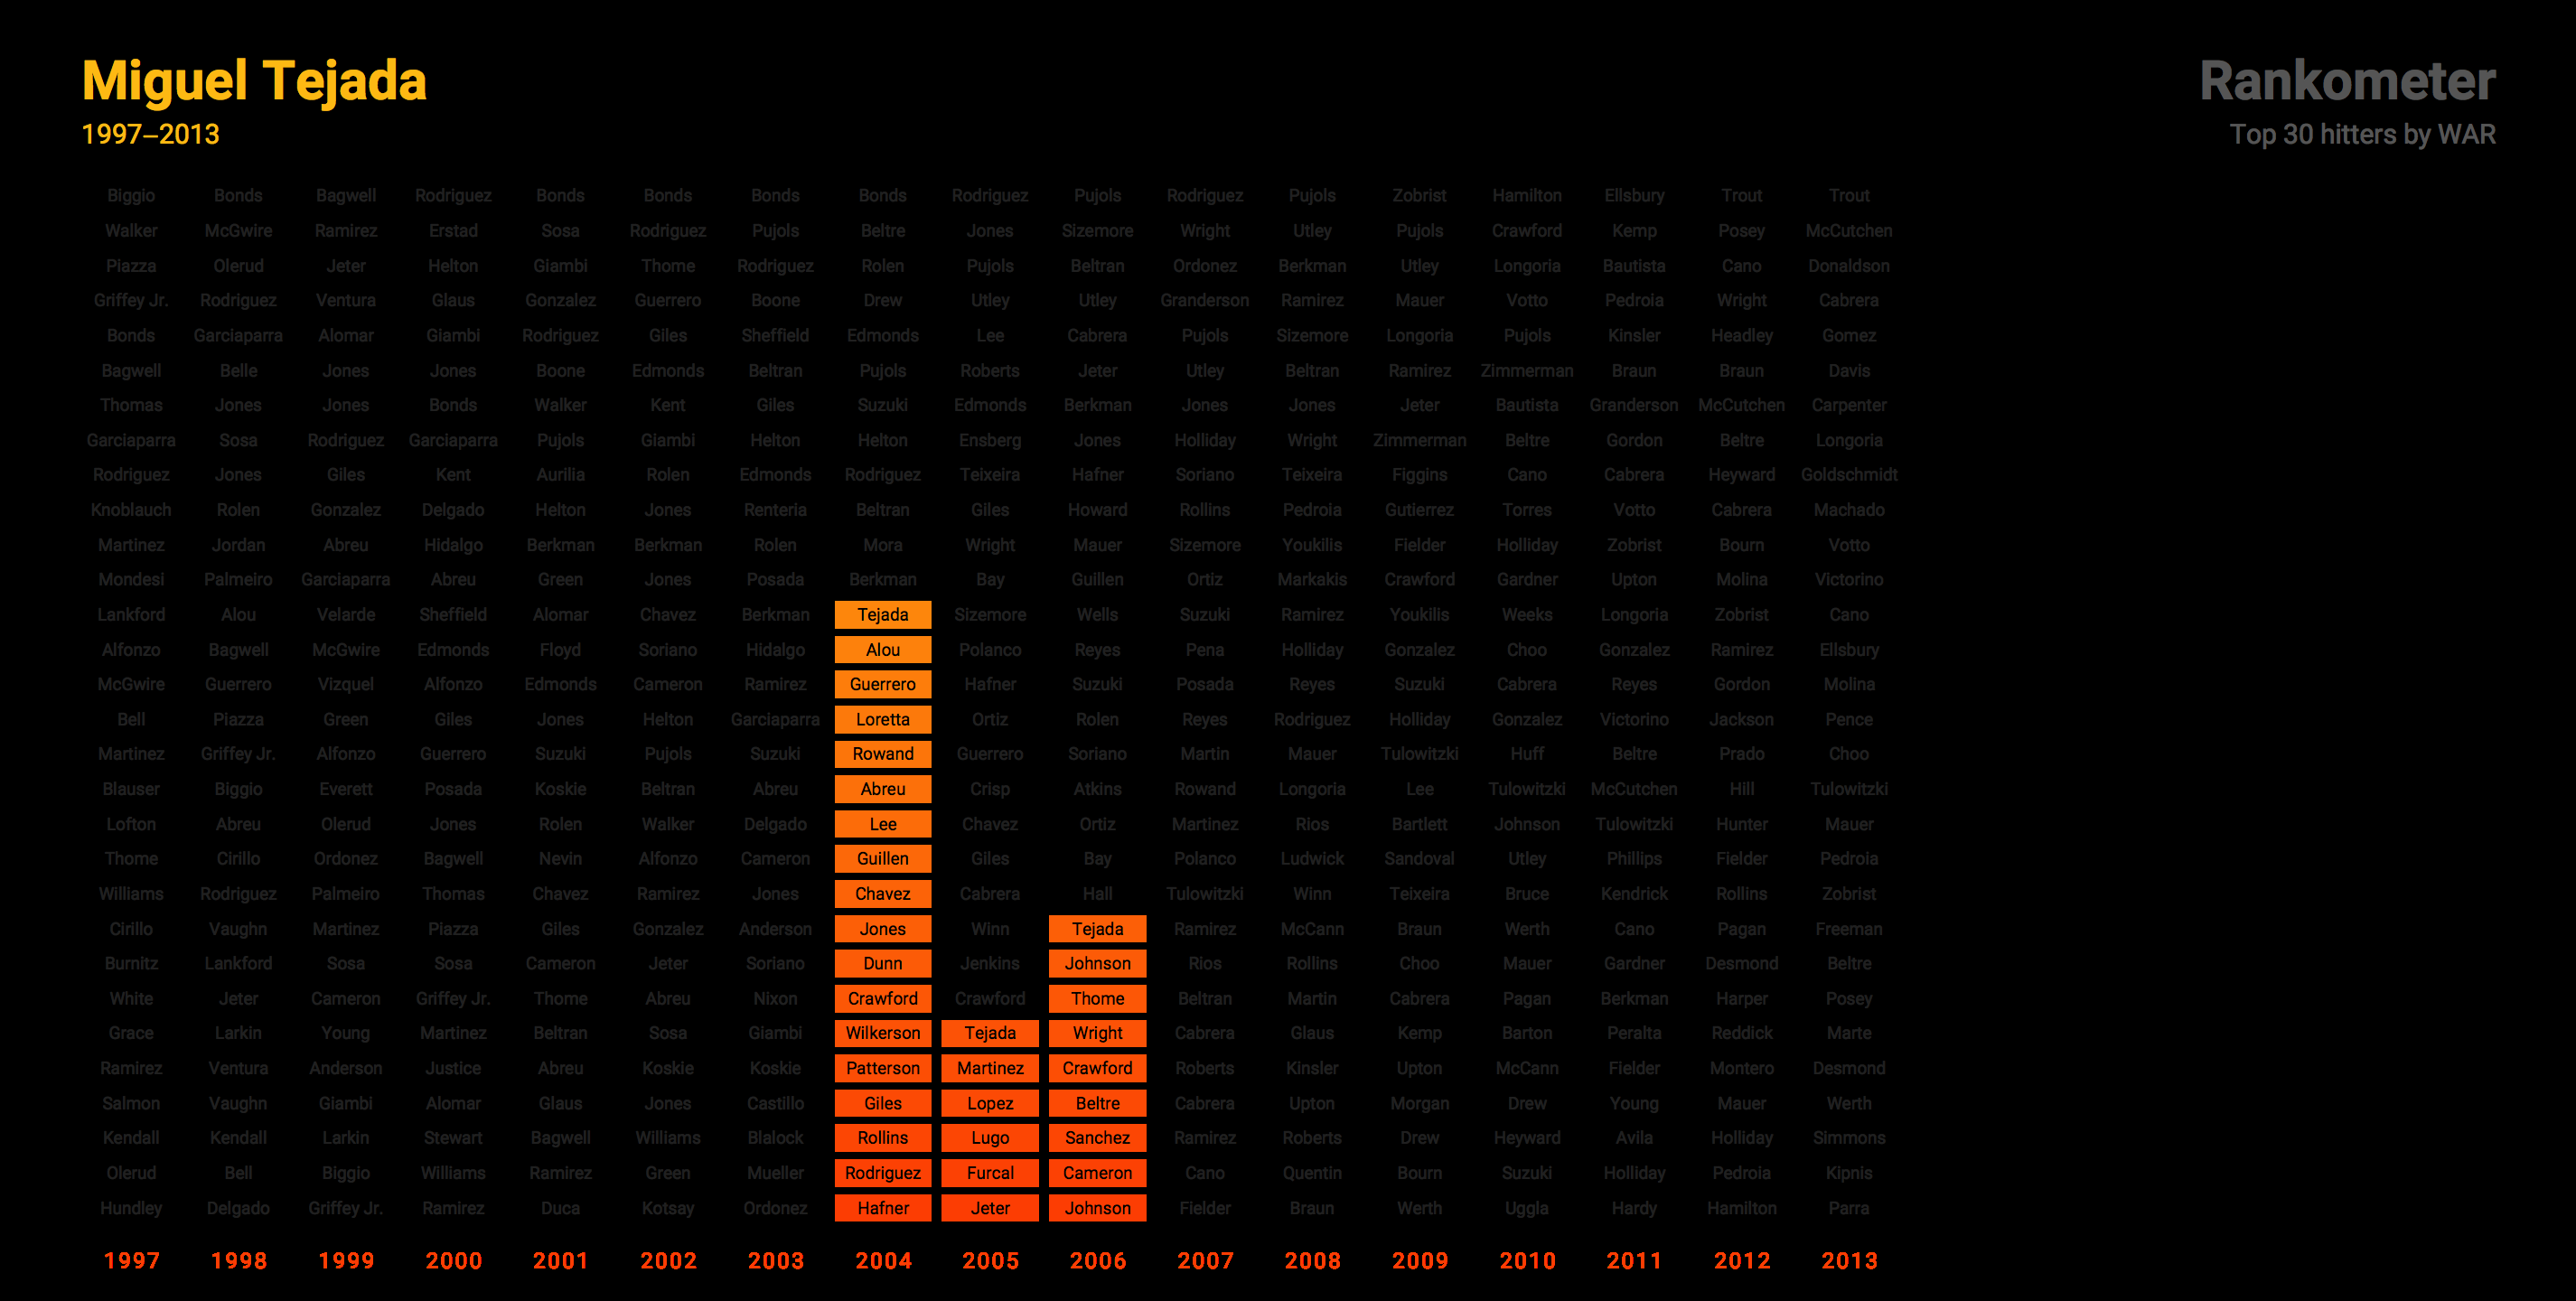 Miguel Tejada
1997–2013
Rankometer
Top 30 hitters by WAR
Biggio Bonds Bagwell Rodriguez Bonds Bonds Bonds Bonds Rodriguez Pujols Rodriguez Pujols Zobrist Hamilton Ellsbury Trout Trout
Walker McGwire Ramirez Erstad Sosa Rodriguez Pujols Beltre Jones Sizemore Wright Utley Pujols Crawford Kemp Posey McCutchen
Piazza Olerud Jeter Helton Giambi Thome Rodriguez Rolen Pujols Beltran Ordonez Berkman Utley Longoria Bautista Cano Donaldson
Griffey Jr. Rodriguez Ventura Glaus Gonzalez Guerrero Boone Drew Utley Utley Granderson Ramirez Mauer Votto Pedroia Wright Cabrera
Bonds Garciaparra Alomar Giambi Rodriguez Giles Sheffield Edmonds Lee Cabrera Pujols Sizemore Longoria Pujols Kinsler Headley Gomez
Bagwell Belle Jones Jones Boone Edmonds Beltran Pujols Roberts Jeter Utley Beltran Ramirez Zimmerman Braun Braun Davis
Thomas Jones Jones Bonds Walker Kent Giles Suzuki Edmonds Berkman Jones Jones Jeter Bautista Granderson McCutchen Carpenter
Garciaparra Sosa Rodriguez Garciaparra Pujols Giambi Helton Helton Ensberg Jones Holliday Wright Zimmerman Beltre Gordon Beltre Longoria
Rodriguez Jones Giles Kent Aurilia Rolen Edmonds Rodriguez Teixeira Hafner Soriano Teixeira Figgins Cano Cabrera Heyward Goldschmidt
Knoblauch Rolen Gonzalez Delgado Helton Jones Renteria Beltran Giles Howard Rollins Pedroia Gutierrez Torres Votto Cabrera Machado
Martinez Jordan Abreu Hidalgo Berkman Berkman Rolen Mora Wright Mauer Sizemore Youkilis Fielder Holliday Zobrist Bourn Votto
Mondesi Palmeiro Garciaparra Abreu Green Jones Posada Berkman Bay Guillen Ortiz Markakis Crawford Gardner Upton Molina Victorino
Lankford Alou Velarde Sheffield Alomar Chavez Berkman Tejada Sizemore Wells Suzuki Ramirez Youkilis Weeks Longoria Zobrist Cano
Alfonzo Bagwell McGwire Edmonds Floyd Soriano Hidalgo Alou Polanco Reyes Pena Holliday Gonzalez Choo Gonzalez Ramirez Ellsbury
McGwire Guerrero Vizquel Alfonzo Edmonds Cameron Ramirez Guerrero Hafner Suzuki Posada Reyes Suzuki Cabrera Reyes Gordon Molina
Bell Piazza Green Giles Jones Helton Garciaparra Loretta Ortiz Rolen Reyes Rodriguez Holliday Gonzalez Victorino Jackson Pence
Martinez Griffey Jr. Alfonzo Guerrero Suzuki Pujols Suzuki Rowand Guerrero Soriano Martin Mauer Tulowitzki Huff Beltre Prado Choo
Blauser Biggio Everett Posada Koskie Beltran Abreu Abreu Crisp Atkins Rowand Longoria Lee Tulowitzki McCutchen Hill Tulowitzki
Lofton Abreu Olerud Jones Rolen Walker Delgado Lee Chavez Ortiz Martinez Rios Bartlett Johnson Tulowitzki Hunter Mauer
Thome Cirillo Ordonez Bagwell Nevin Alfonzo Cameron Guillen Giles Bay Polanco Ludwick Sandoval Utley Phillips Fielder Pedroia
Williams Rodriguez Palmeiro Thomas Chavez Ramirez Jones Chavez Cabrera Hall Tulowitzki Winn Teixeira Bruce Kendrick Rollins Zobrist
Cirillo Vaughn Martinez Piazza Giles Gonzalez Anderson Jones Winn Tejada Ramirez McCann Braun Werth Cano Pagan Freeman
Burnitz Lankford Sosa Sosa Cameron Jeter Soriano Dunn Jenkins Johnson Rios Rollins Choo Mauer Gardner Desmond Beltre
White Jeter Cameron Griffey Jr. Thome Abreu Nixon Crawford Crawford Thome Beltran Martin Cabrera Pagan Berkman Harper Posey
Grace Larkin Young Martinez Beltran Sosa Giambi Wilkerson Tejada Wright Cabrera Glaus Kemp Barton Peralta Reddick Marte
Ramirez Ventura Anderson Justice Abreu Koskie Koskie Patterson Martinez Crawford Roberts Kinsler Upton McCann Fielder Montero Desmond
Salmon Vaughn Giambi Alomar Glaus Jones Castillo Giles Lopez Beltre Cabrera Upton Morgan Drew Young Mauer Werth
Kendall Kendall Larkin Stewart Bagwell Williams Blalock Rollins Lugo Sanchez Ramirez Roberts Drew Heyward Avila Holliday Simmons
Olerud Bell Biggio Williams Ramirez Green Mueller Rodriguez Furcal Cameron Cano Quentin Bourn Suzuki Holliday Pedroia Kipnis
Hundley Delgado Griffey Jr. Ramirez Duca Kotsay Ordonez Hafner Jeter Johnson Fielder Braun Werth Uggla Hardy Hamilton Parra
1997 1998 1999 2000 2001 2002 2003 2004 2005 2006 2007 2008 2009 2010 2011 2012 2013